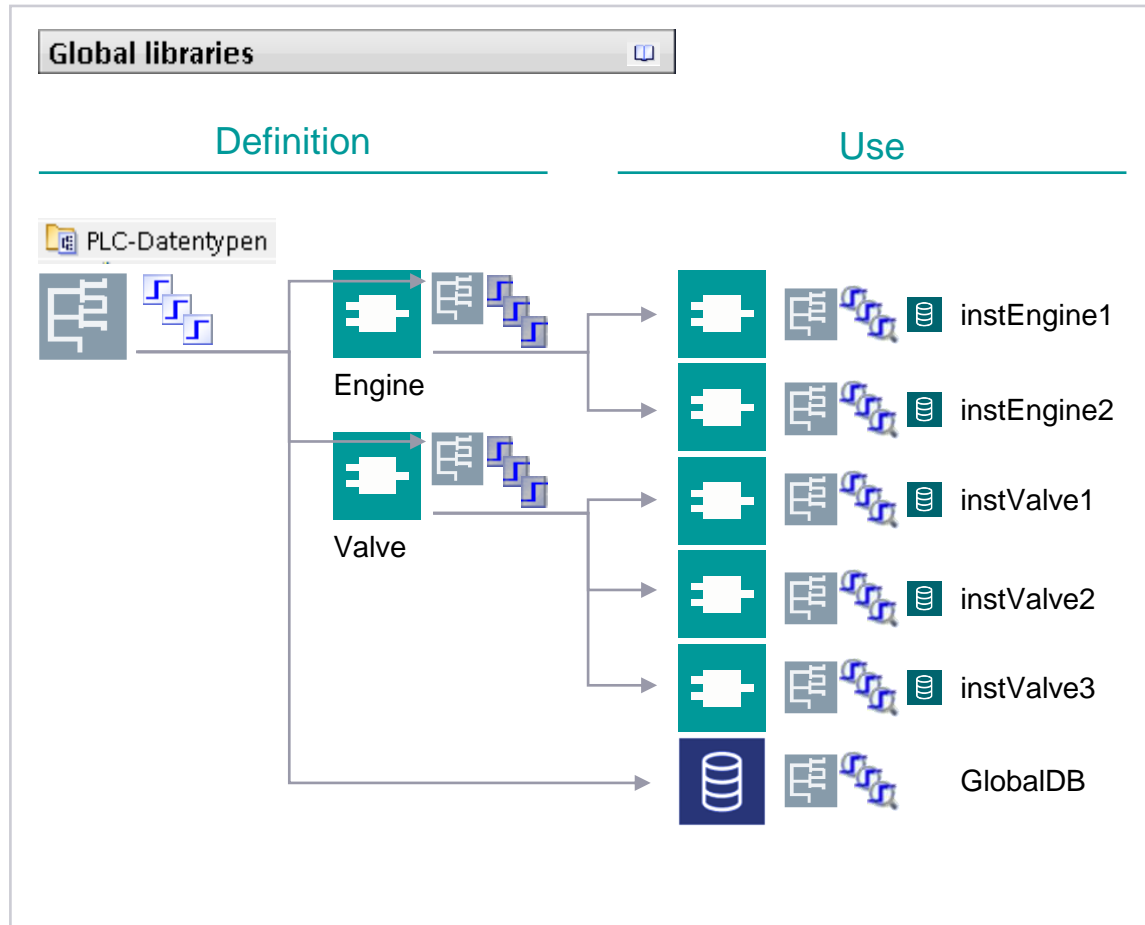 Global libraries
Definition
Use
PLC-Datentypen
Engine
Valve
instEngine1
instEngine2
instValve1
instValve2
instValve3
GlobalDB